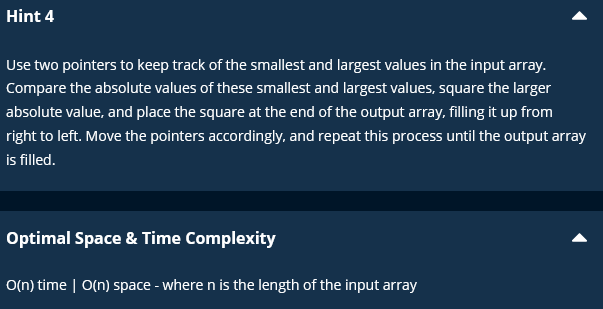 Hint 4
Use two pointers to keep track of the smallest and largest values in the input array.
Compare the absolute values of these smallest and largest values, square the larger
absolute value, and place the square at the end of the output array, filling it up from
right to left. Move the pointers accordingly, and repeat this process until the output array
is filled.
Optimal Space & Time Complexity
O(n) time | O(n) space - where n is the length of the input array